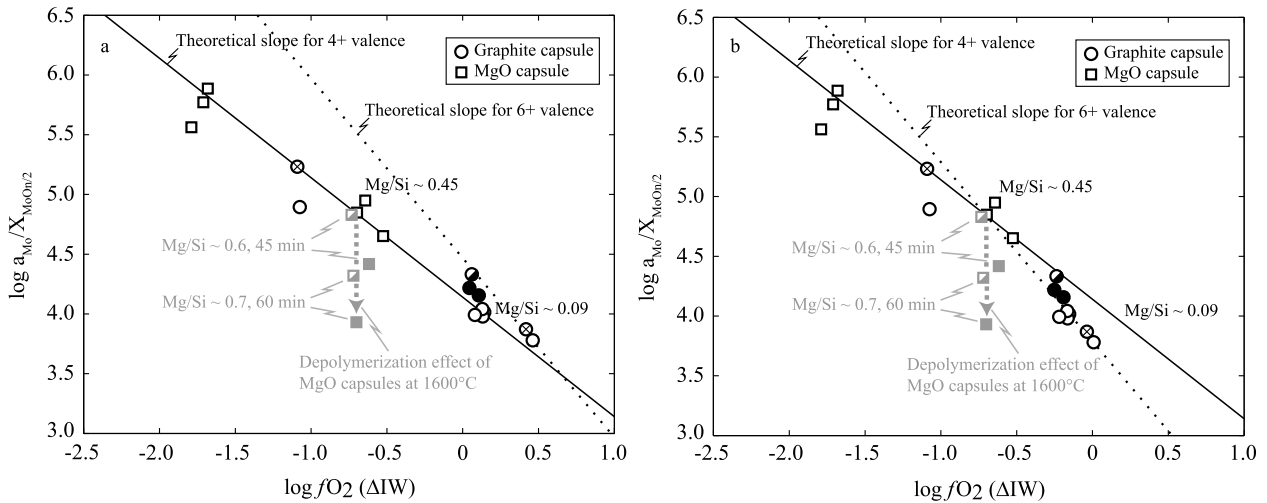 6.5
6.0
5.5
5.0
4.5
4.0
3.5
3.0
log aMo/XMoOn/2
a
Theoretical slope for 4+ valence
Graphite capsule
MgO capsule
Theoretical slope for 6+ valence
Mg/Si ~ 0.45
Mg/Si ~ 0.6, 45 min
Mg/Si ~ 0.7, 60 min
Mg/Si ~ 0.09
Depolymerization effect of
MgO capsules at 1600°C
-2.5 -2.0 -1.5 -1.0 -0.5 0 0.5 1.0
log fO2 (ΔIW)
6.5
6.0
5.5
5.0
4.5
4.0
3.5
3.0
log aMo/XMoOn/2
b
Theoretical slope for 4+ valence
Graphite capsule
MgO capsule
Theoretical slope for 6+ valence
Mg/Si ~ 0.45
Mg/Si ~ 0.6, 45 min
Mg/Si ~ 0.7, 60 min
Mg/Si ~ 0.09
Depolymerization effect of
MgO capsules at 1600°C
-2.5 -2.0 -1.5 -1.0 -0.5 0 0.5 1.0
log fO2 (ΔIW)